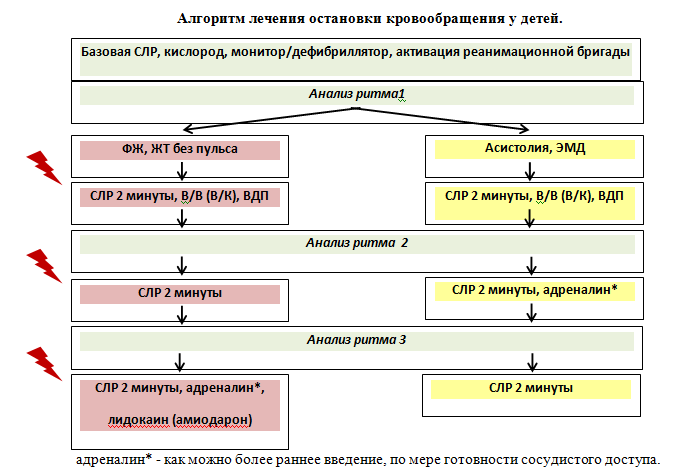 Алгоритм лечения остановки кровообращения у детей.
Базовая СЛР, кислород, монитор/дефибриллятор, активация реанимационной бригады
Анализ ритма1
ФЖ, ЖТ без пульса
Асистолия, ЭМД
СЛР 2 минуты, В/В (В/К), ВДП
СЛР 2 минуты, В/В (В/К), ВДП
Анализ ритма 2
СЛР 2 минуты
СЛР 2 минуты, адреналин*
Анализ ритма 3
СЛР 2 минуты, адреналин*,
лидокаин (амиодарон)
СЛР 2 минуты
адреналин* - как можно более раннее введение, по мере готовности сосудистого доступа.